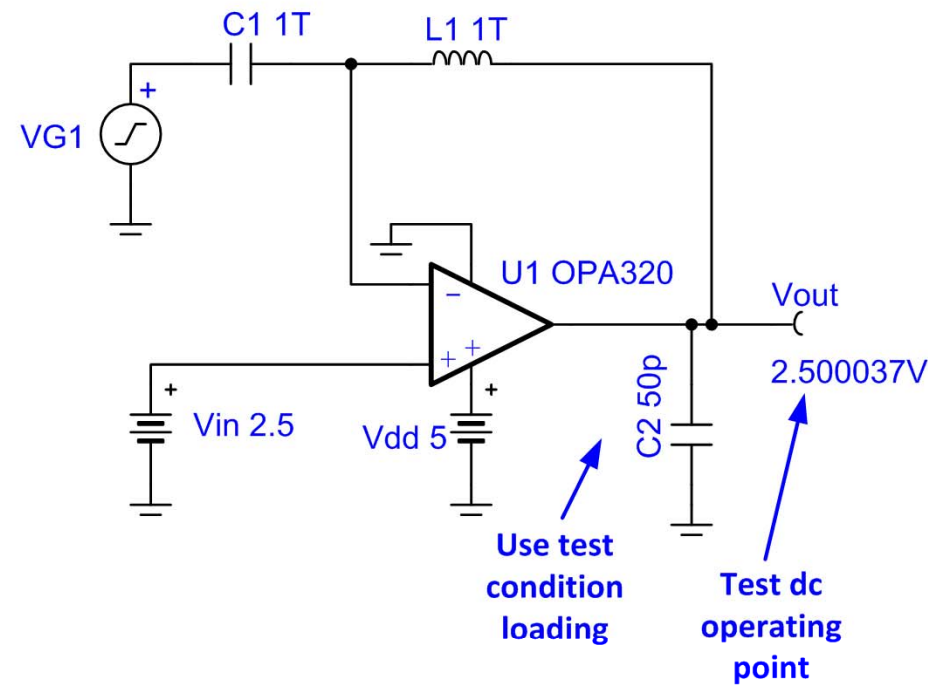 C1 1T
L1 1T
+
VG1
U1 OPA320
−
+
+
Vout
2.500037V
+
Vin 2.5
+
Vdd 5
C2 50p
Use test
condition
loading
Test dc
operating
point